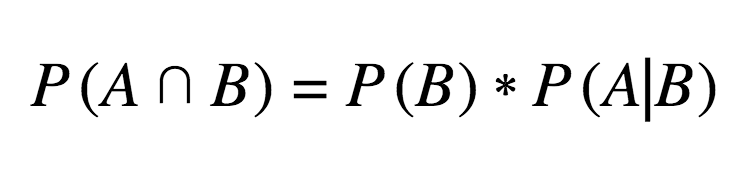 P(A ∩ B) = P(B) * P(A|B)